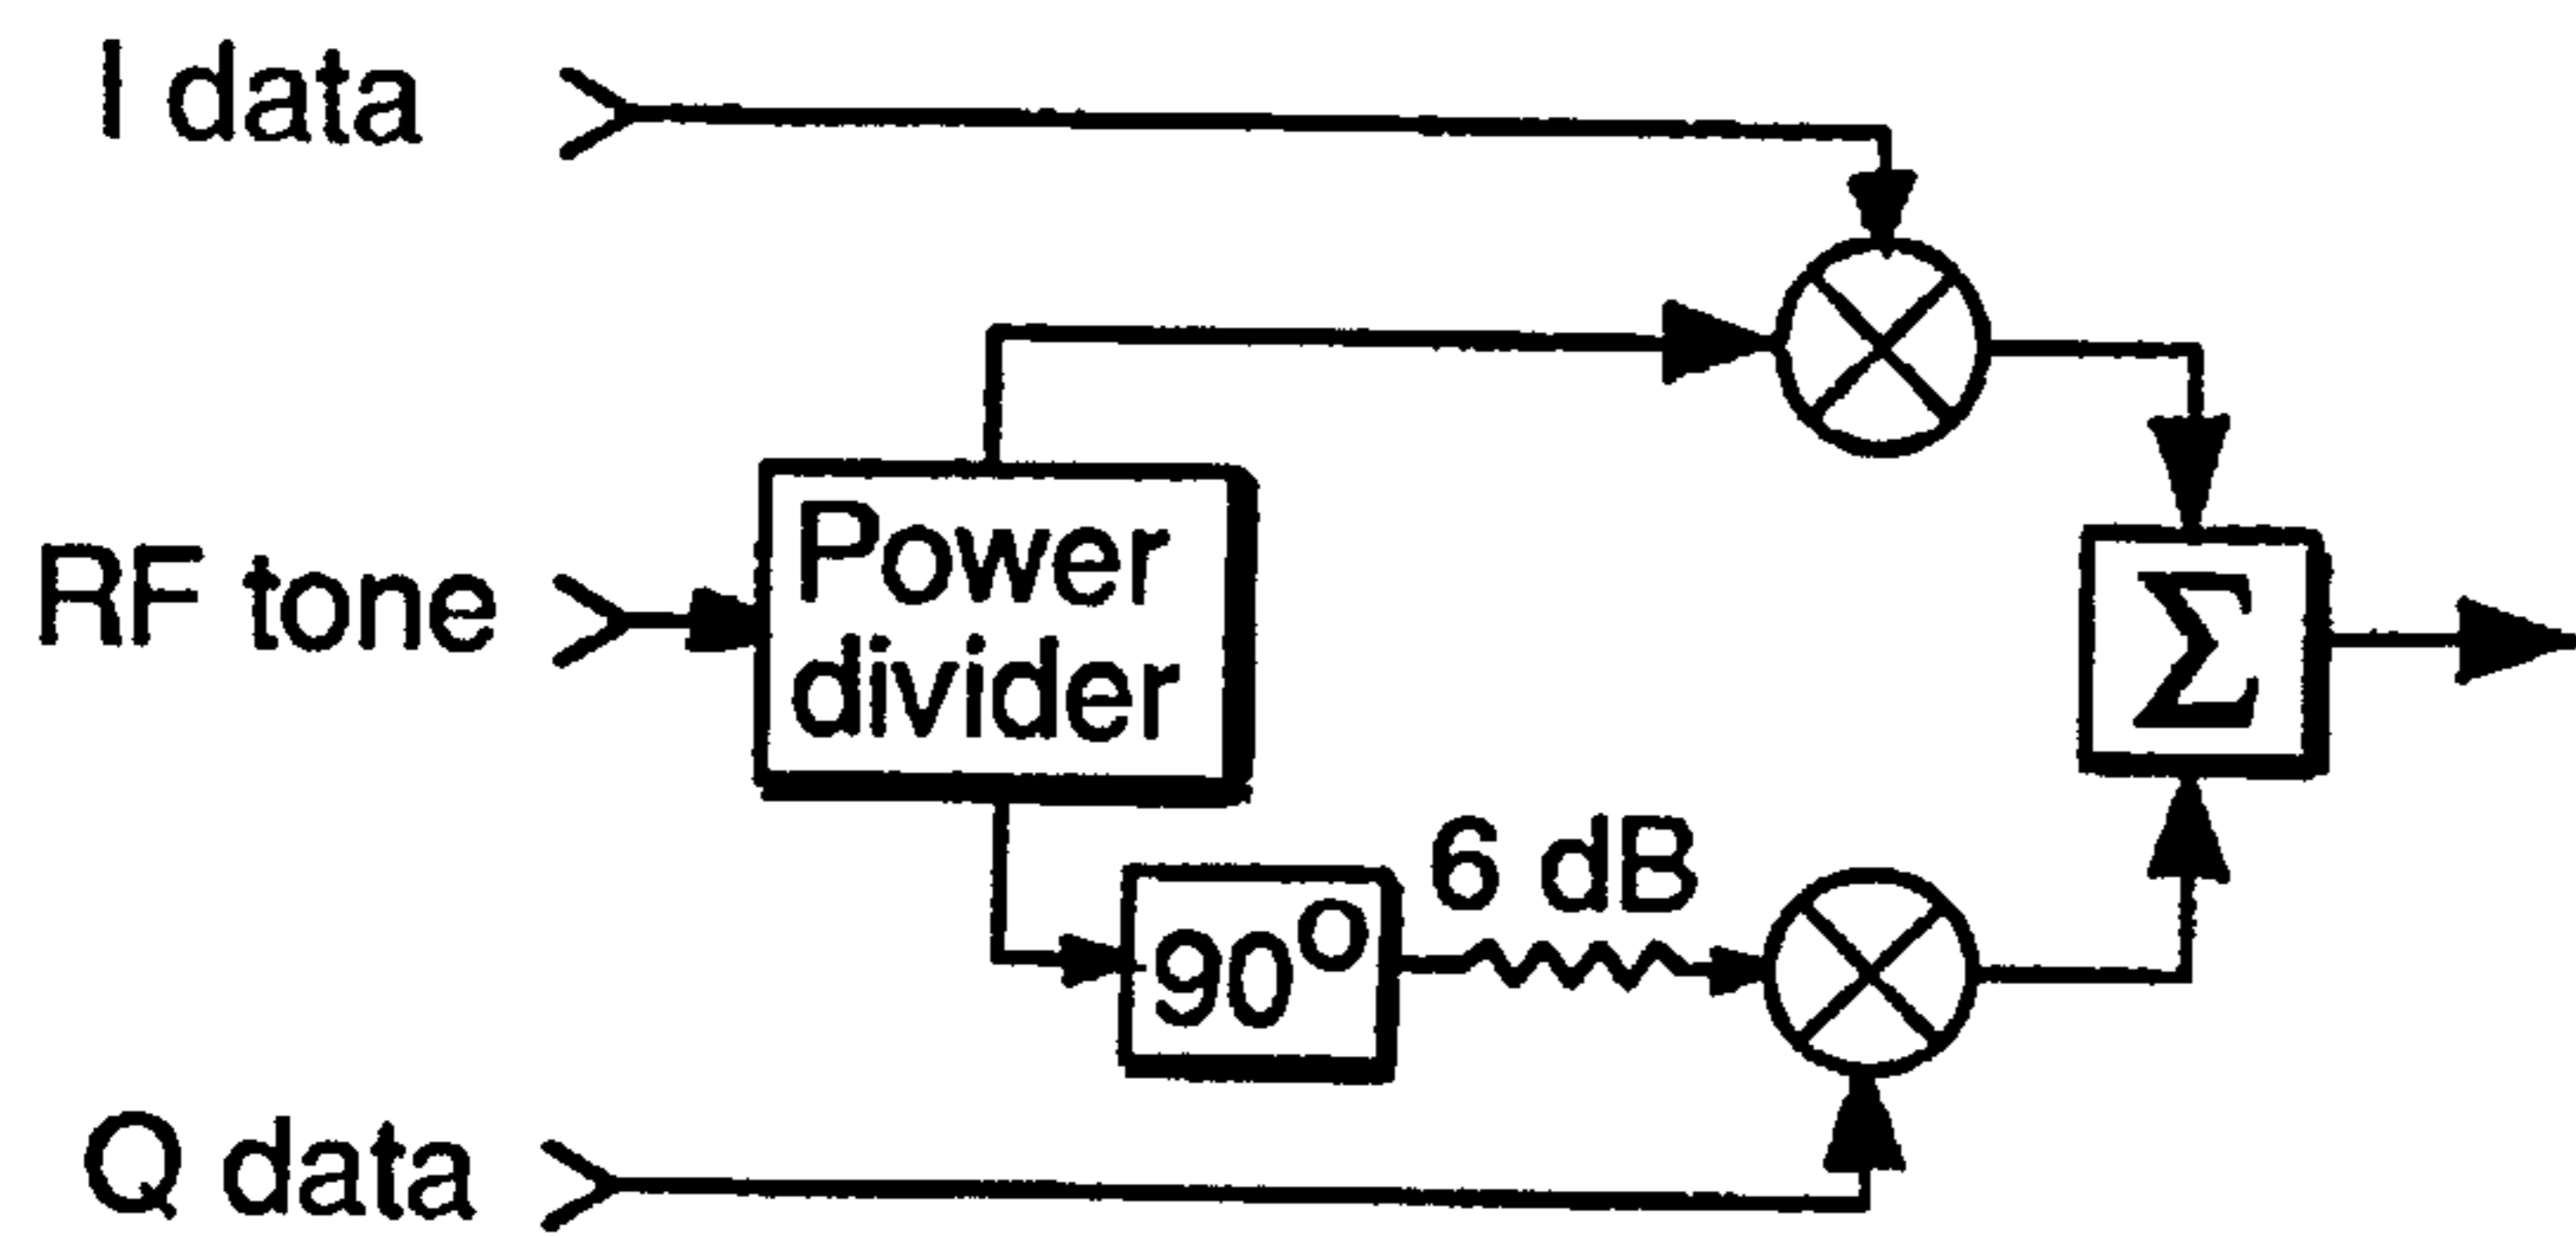 I data
RF tone
Power
divider
Σ
6 dB
90°
Q data